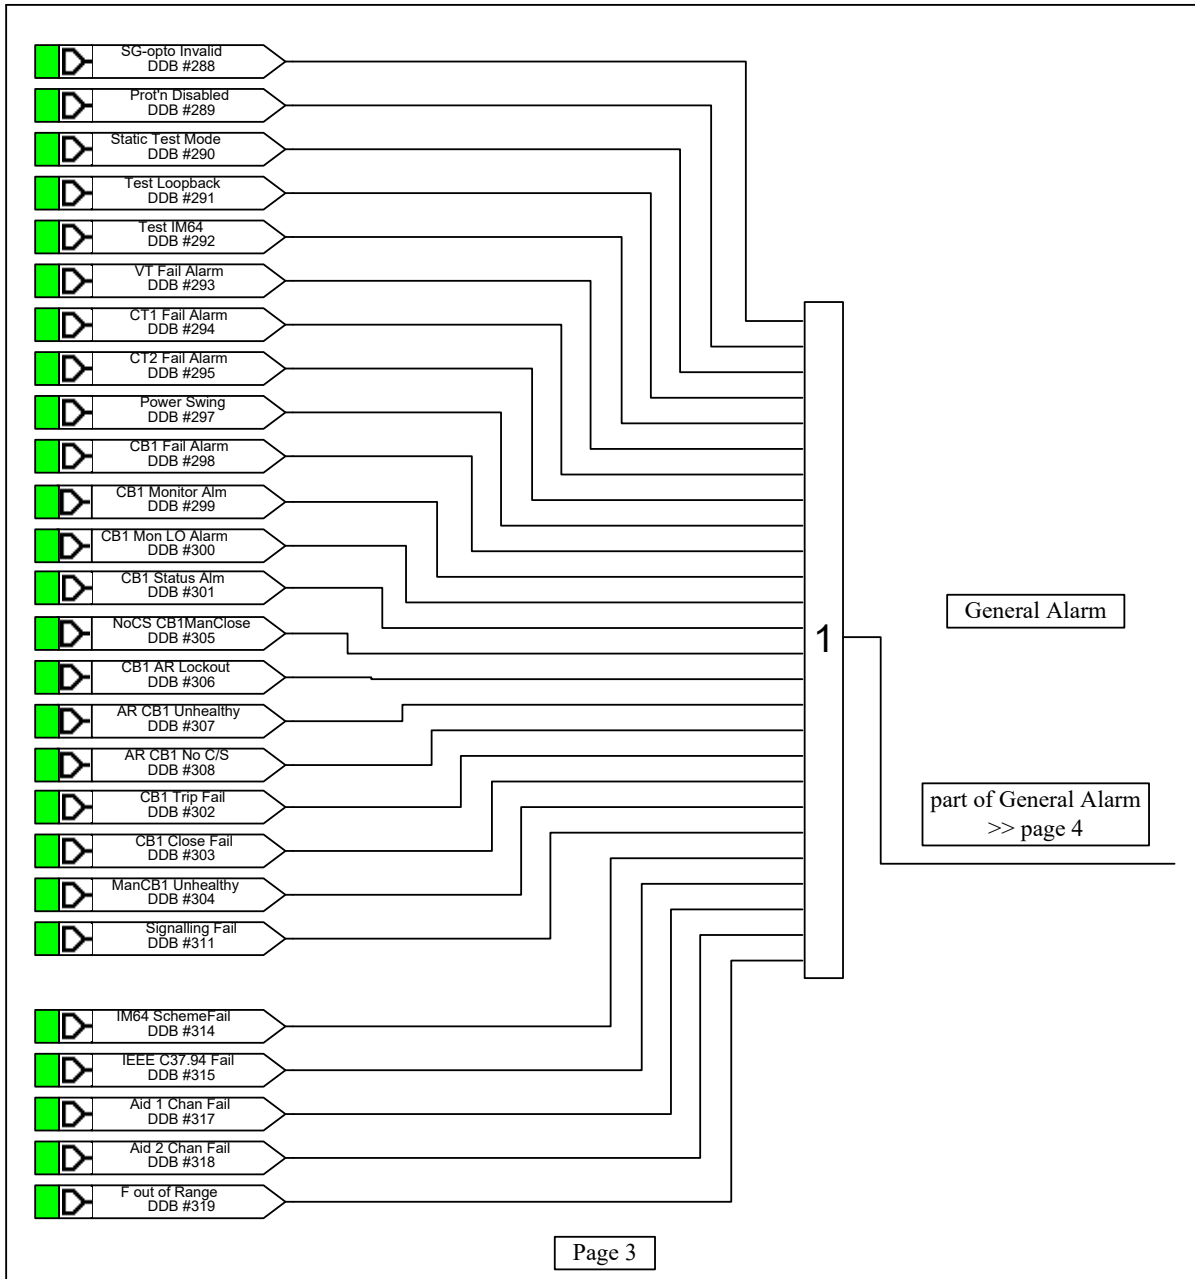 SG-opto Invalid
DDB #288
Prot'n Disabled
DDB #289
Static Test Mode
DDB #290
Test Loopback
DDB #291
Test IM64
DDB #292
VT Fail Alarm
DDB #293
CT1 Fail Alarm
DDB #294
CT2 Fail Alarm
DDB #295
Power Swing
DDB #297
CB1 Fail Alarm
DDB #298
CB1 Monitor Alm
DDB #299
CB1 Mon LO Alarm
DDB #300
CB1 Status Alm
DDB #301
NoCS CB1ManClose
DDB #305
CB1 AR Lockout
DDB #306
AR CB1 Unhealthy
DDB #307
AR CB1 No C/S
DDB #308
CB1 Trip Fail
DDB #302
CB1 Close Fail
DDB #303
ManCB1 Unhealthy
DDB #304
Signalling Fail
DDB #311
IM64 SchemeFail
DDB #314
IEEE C37.94 Fail
DDB #315
Aid 1 Chan Fail
DDB #317
Aid 2 Chan Fail
DDB #318
F out of Range
DDB #319
1
General Alarm
part of General Alarm
>> page 4
Page 3